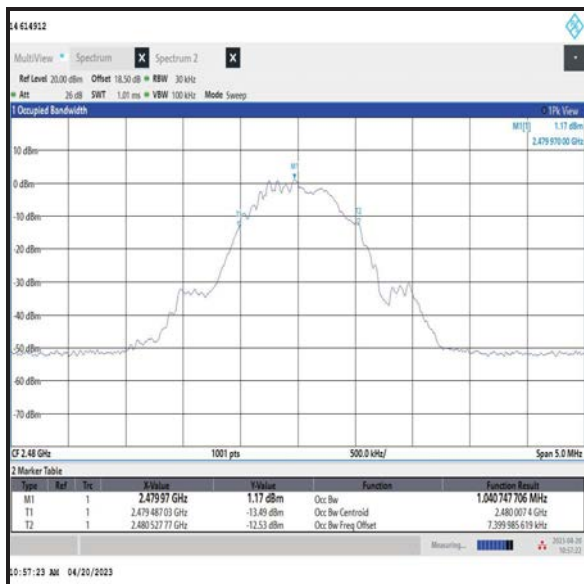 14 614912
MultiView Spectrum X Spectrum 2 X
Ref Level 20.00 dBm Offset 18.50 dB RBW 30 kHz
Att 26 dB SWT 1.01 ms VBW 100 kHz Mode Sweep
1 Occupied Bandwidth 1Pk View
M1[1] 1.17 dBm
2.479 970 00 GHz
10 dBm
M1
0 dBm
-10 dBm
-20 dBm
-30 dBm
-40 dBm
-50 dBm
-60 dBm
-70 dBm
CF 2.48 GHz 1001 pts 500.0 kHz/ Span 5.0 MHz
2 Marker Table
Type Ref Trc X-Value Y-Value Function Function Result
M1 1 2.479 97 GHz 1.17 dBm Occ Bw 1.040 747 706 MHz
T1 1 2.479 487 03 GHz -13.49 dBm Occ Bw Centroid 2.480 007 4 GHz
T2 1 2.480 527 77 GHz -12.53 dBm Occ Bw Freq Offset 7.399 985 619 kHz
Measuring...
10:57:22
10:57:23 AM 04/20/2023